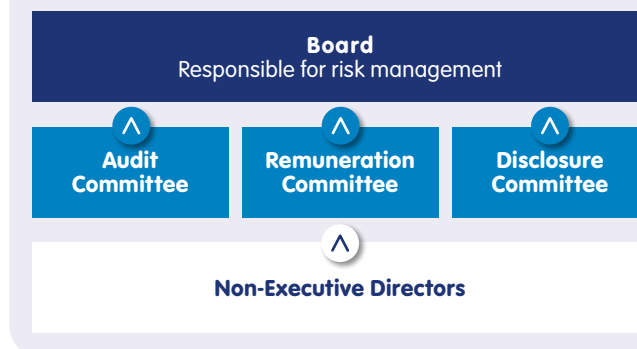 Board
Responsible for risk management
Audit
Committee
Remuneration
Committee
Disclosure
Committee
Non-Executive Directors